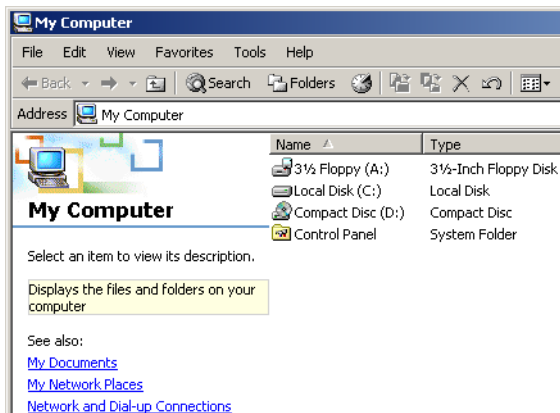 My Computer
File Edit View Favorites Tools Help
Back Search Folders
Address My Computer
Name Type
3½ Floppy (A:) 3½-Inch Floppy Disk
Local Disk (C:) Local Disk
Compact Disc (D:) Compact Disc
Control Panel System Folder
My Computer
Select an item to view its description.
Displays the files and folders on your
computer
See also:
My Documents
My Network Places
Network and Dial-up Connections